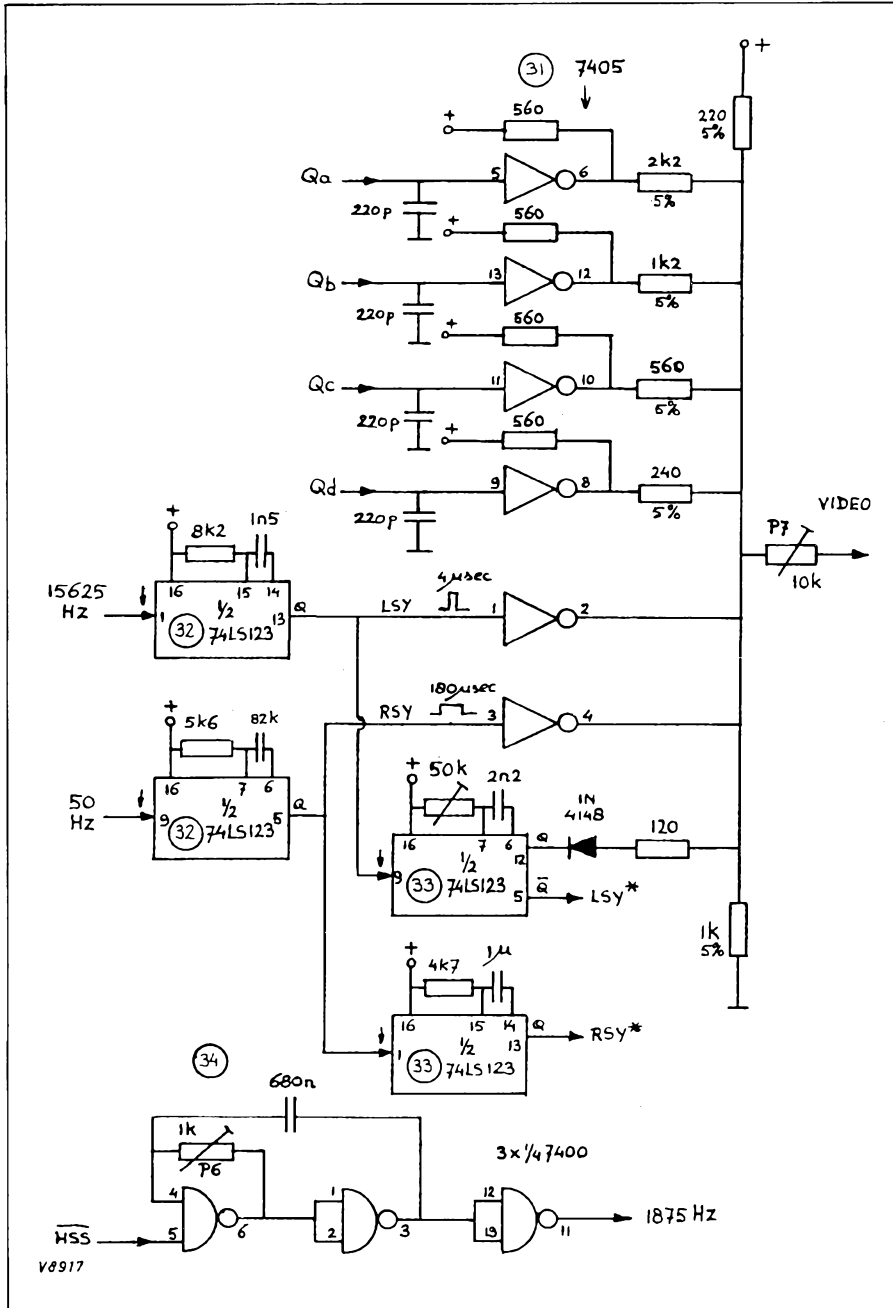 +
31 7405
220
5%
+ 560
Qa 5 6 2k2
5%
220p
+ 560
Qb 13 12 1k2
5%
220p
+ 560
Qc 11 10 560
5%
220p
+ 560
Qd 9 8 240
5%
220p
VIDEO
P7
10k
+
8k2 1n5
16 15 14
15625
Hz
1 1/2 13 Q
32 74LS123
LSY 4µsec 1 2
+
5k6 82k
16 7 6
50
Hz
9 1/2 5 Q
32 74LS123
RSY 180µsec 3 4
+
50k 2n2
16 7 6
9 1/2 12 Q
33 74LS123
5 Q̅ LSY*
1N
4148
120
1k
5%
+
4k7 1µ
16 15 14
1 1/2 13 Q
33 74LS123
RSY*
34
680n
1k
P6
4
5 6
H̅S̅S̅
1
2 3
3 x 1/4 7400
12
13 11
1875 Hz
V8917